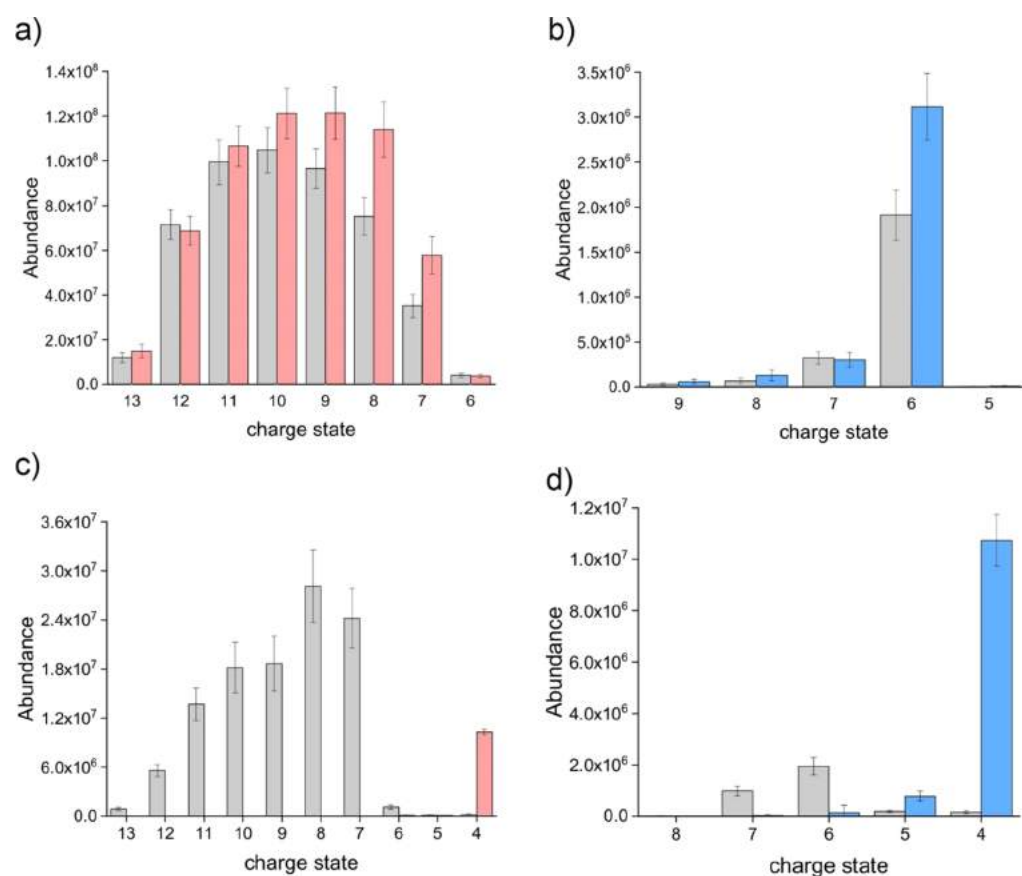 a)
1.4x10⁸
1.2x10⁸
1.0x10⁸
8.0x10⁷
6.0x10⁷
4.0x10⁷
2.0x10⁷
0.0
Abundance
13 12 11 10 9 8 7 6
charge state
b)
3.5x10⁶
3.0x10⁶
2.5x10⁶
2.0x10⁶
1.5x10⁶
1.0x10⁶
5.0x10⁵
0.0
Abundance
9 8 7 6 5
charge state
c)
3.6x10⁷
3.0x10⁷
2.4x10⁷
1.8x10⁷
1.2x10⁷
6.0x10⁶
0
Abundance
13 12 11 10 9 8 7 6 5 4
charge state
d)
1.2x10⁷
1.0x10⁷
8.0x10⁶
6.0x10⁶
4.0x10⁶
2.0x10⁶
0.0
Abundance
8 7 6 5 4
charge state